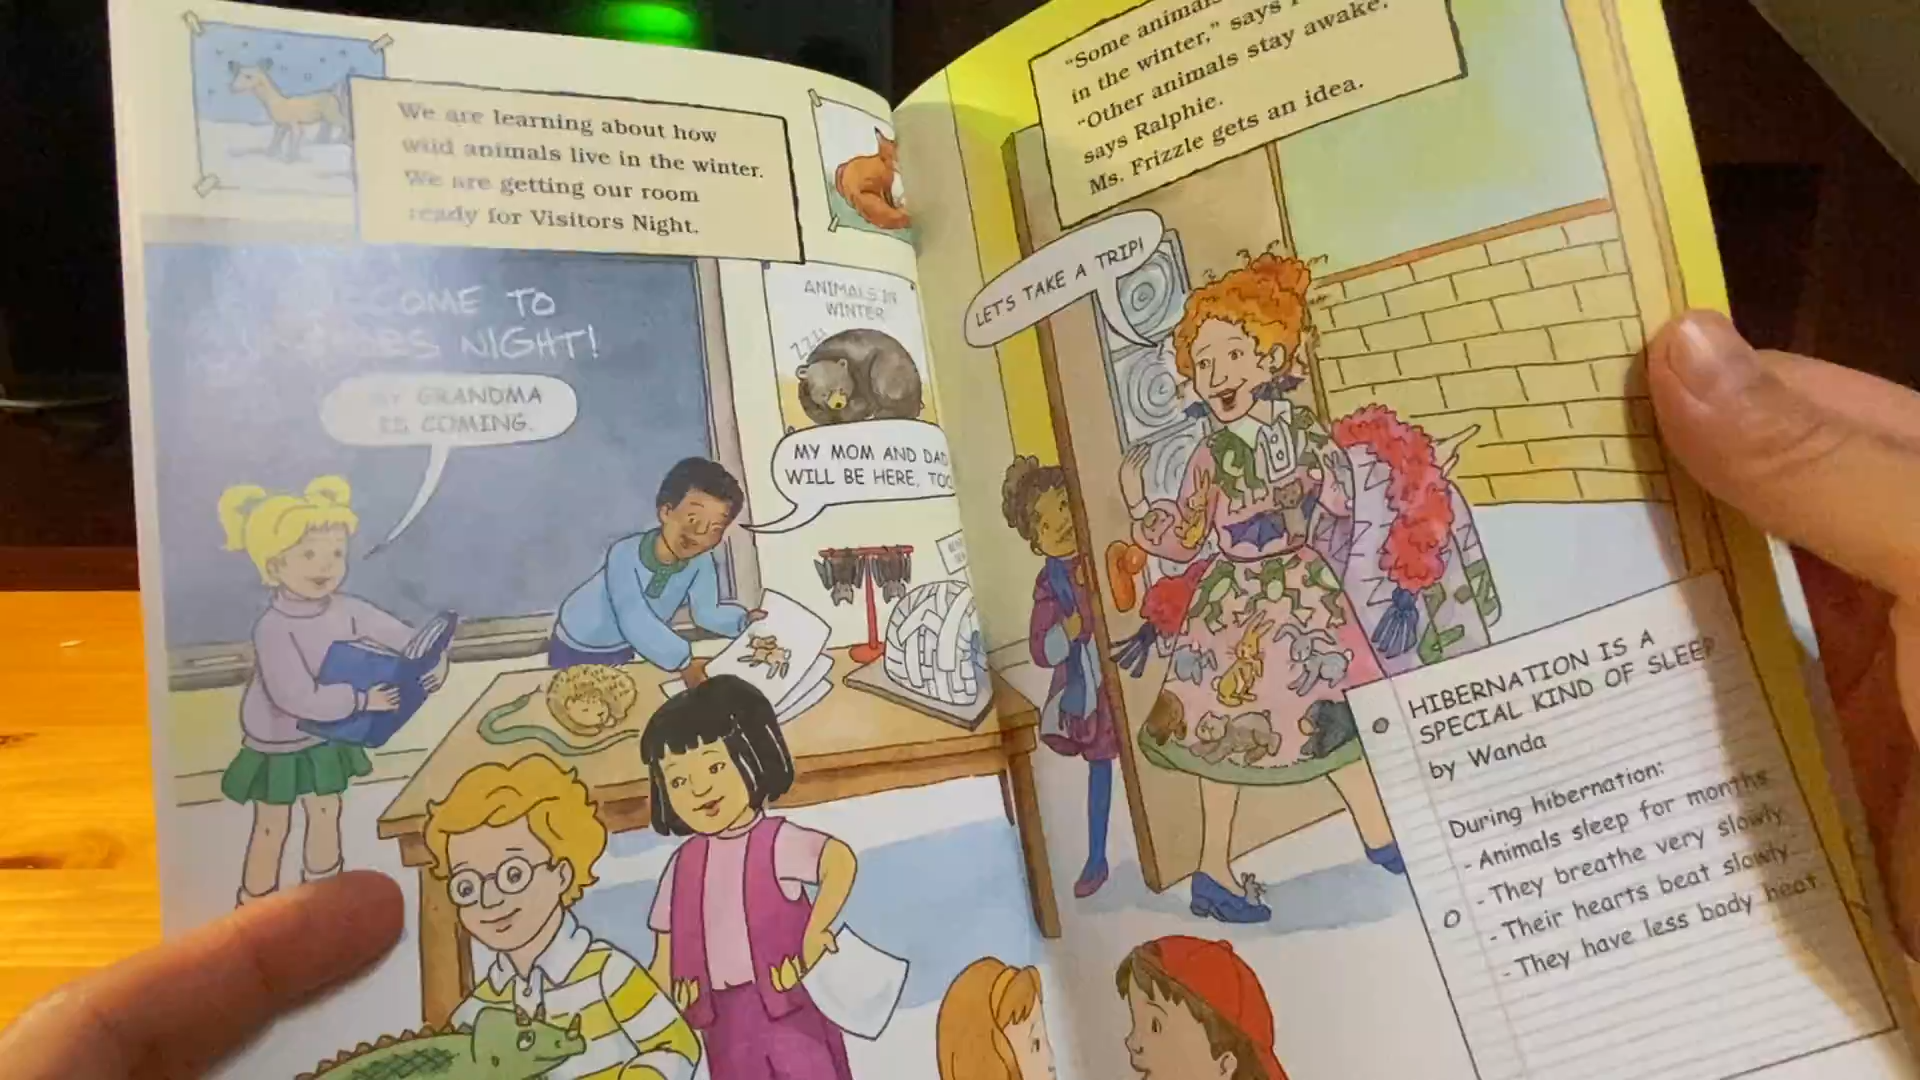 We are learning about how
wild animals live in the winter.
We are getting our room
ready for Visitors Night.
COME TO
NIGHT!
MY GRANDMA
IS COMING.
ANIMALS IN
WINTER
ZZZZ
MY MOM AND DAD
WILL BE HERE, TOO
"Some animals
in the winter," says
"Other animals stay awake,"
says Ralphie.
Ms. Frizzle gets an idea.
LET'S TAKE A TRIP!
HIBERNATION IS A
SPECIAL KIND OF SLEEP
by Wanda
During hibernation:
- Animals sleep for months
- They breathe very slowly
- Their hearts beat slowly
- They have less body heat